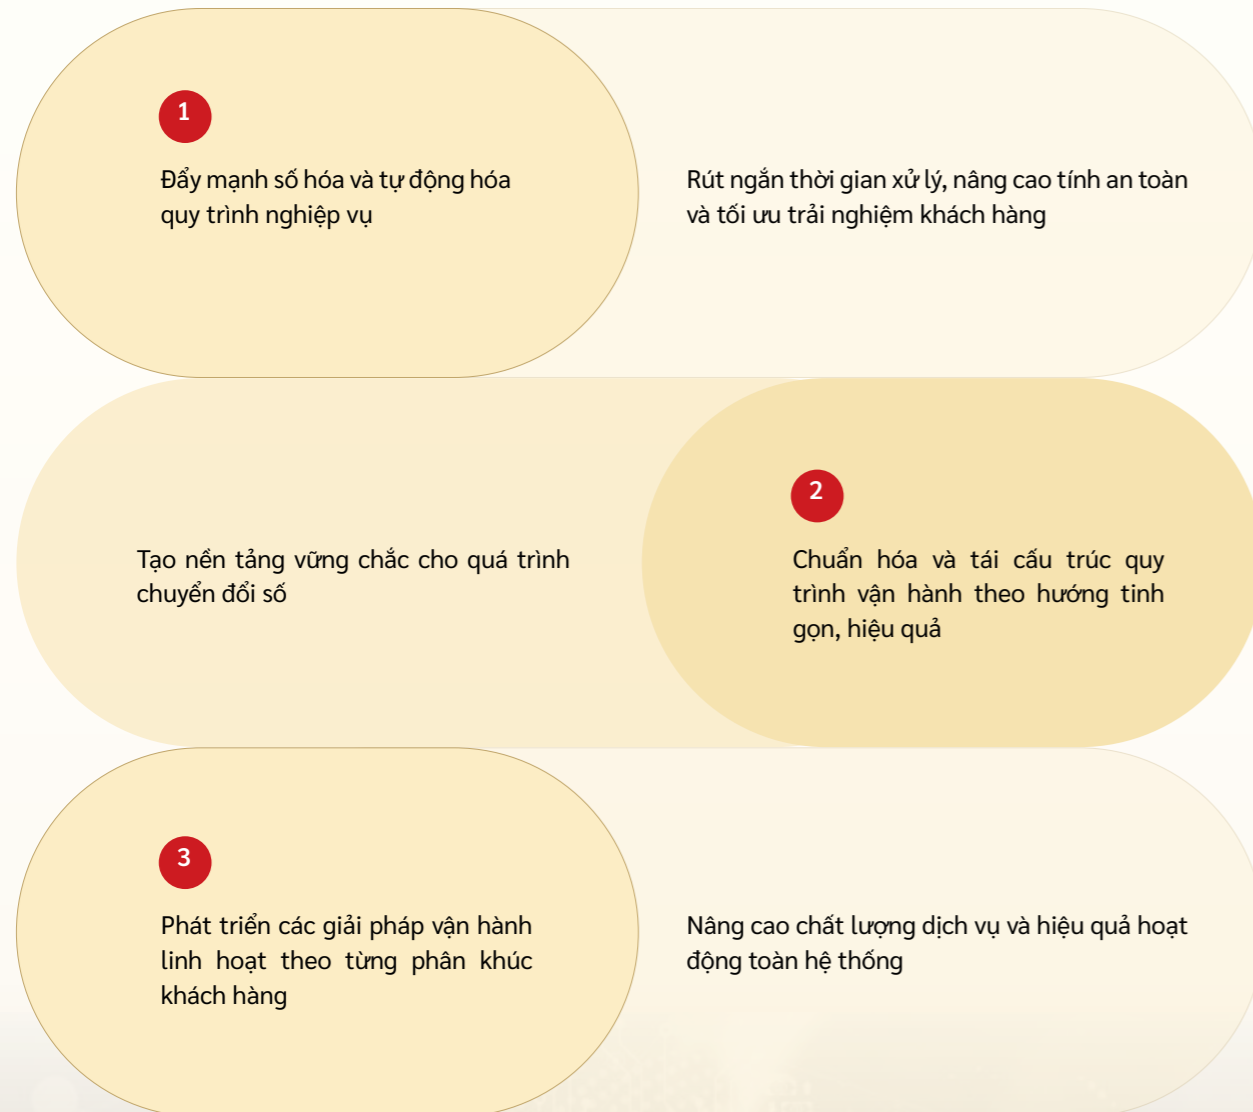 1
Đẩy mạnh số hóa và tự động hóa
quy trình nghiệp vụ
Rút ngắn thời gian xử lý, nâng cao tính an toàn
và tối ưu trải nghiệm khách hàng
Tạo nền tảng vững chắc cho quá trình
chuyển đổi số
2
Chuẩn hóa và tái cấu trúc quy
trình vận hành theo hướng tinh
gọn, hiệu quả
3
Phát triển các giải pháp vận hành
linh hoạt theo từng phân khúc
khách hàng
Nâng cao chất lượng dịch vụ và hiệu quả hoạt
động toàn hệ thống